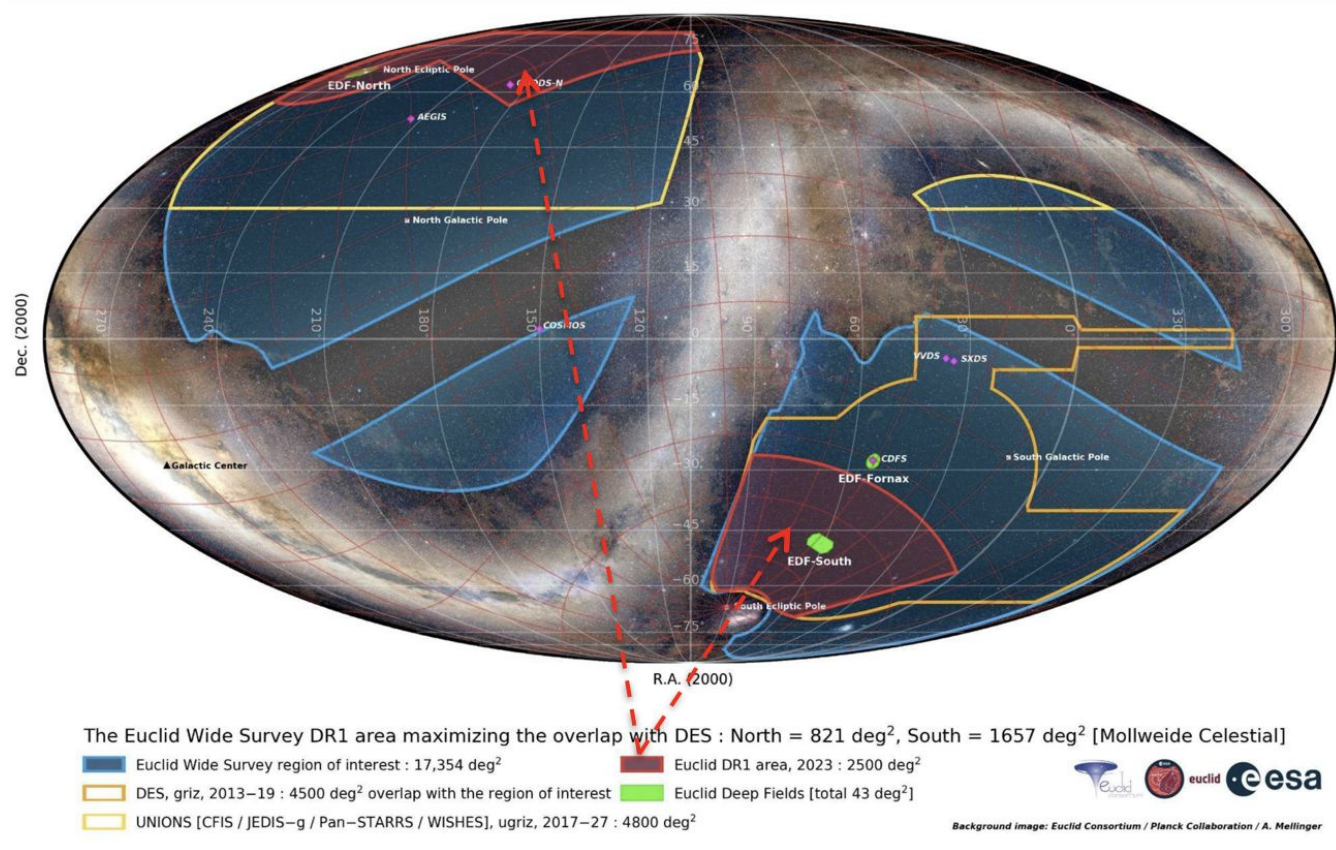 75°
North Ecliptic Pole
EDF-North
60°
AEGIS
45°
30°
North Galactic Pole
15
270
240
210
180
150
120
0
90
60
30
0
330
300
COSMOS
VVDS
SXDS
Dec. (2000)
−15
Galactic Center
−30
CDFS
South Galactic Pole
EDF-Fornax
−45°
EDF-South
−60°
South Ecliptic Pole
−75°
R.A. (2000)
The Euclid Wide Survey DR1 area maximizing the overlap with DES : North = 821 deg², South = 1657 deg² [Mollweide Celestial]
Euclid Wide Survey region of interest : 17,354 deg²
Euclid DR1 area, 2023 : 2500 deg²
DES, griz, 2013−19 : 4500 deg² overlap with the region of interest
Euclid Deep Fields [total 43 deg²]
UNIONS [CFIS / JEDIS−g / Pan−STARRS / WISHES], ugriz, 2017−27 : 4800 deg²
euclid
euclid
esa
Background image: Euclid Consortium / Planck Collaboration / A. Mellinger